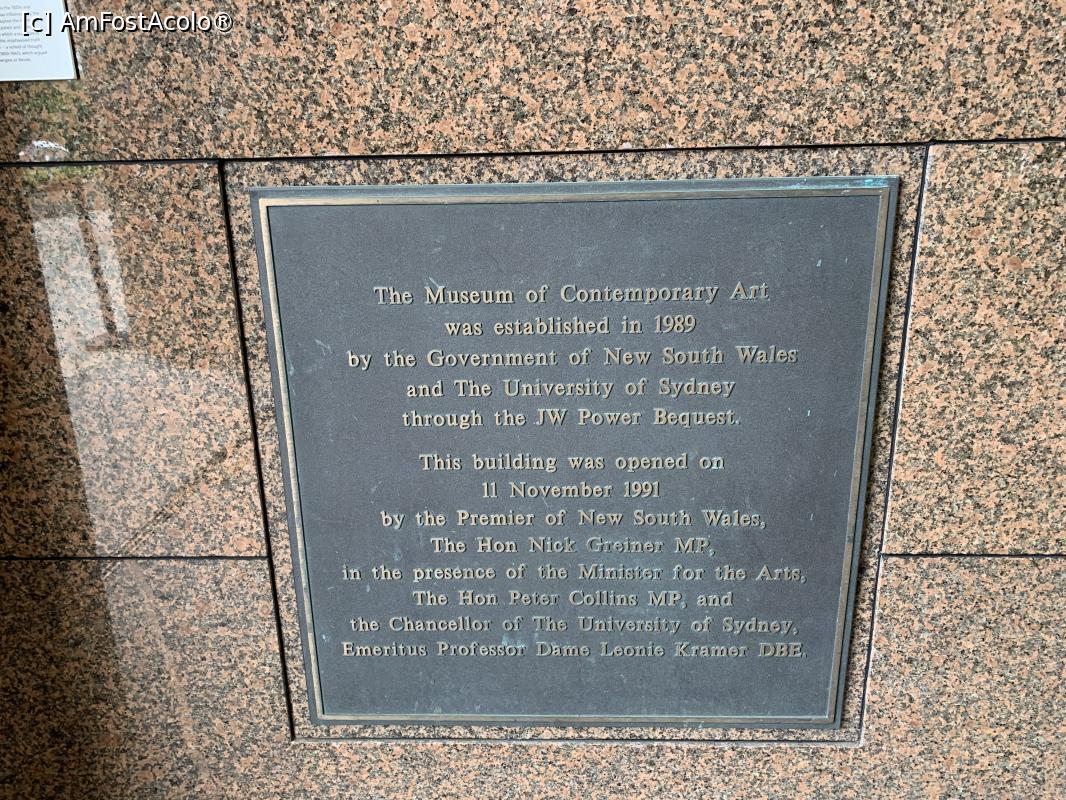 [c] AmFostAcolo®
The Museum of Contemporary Art
was established in 1989
by the Government of New South Wales
and The University of Sydney
through the JW Power Bequest.
This building was opened on
11 November 1991
by the Premier of New South Wales,
The Hon Nick Greiner MP,
in the presence of the Minister for the Arts,
The Hon Peter Collins MP, and
the Chancellor of The University of Sydney,
Emeritus Professor Dame Leonie Kramer DBE.